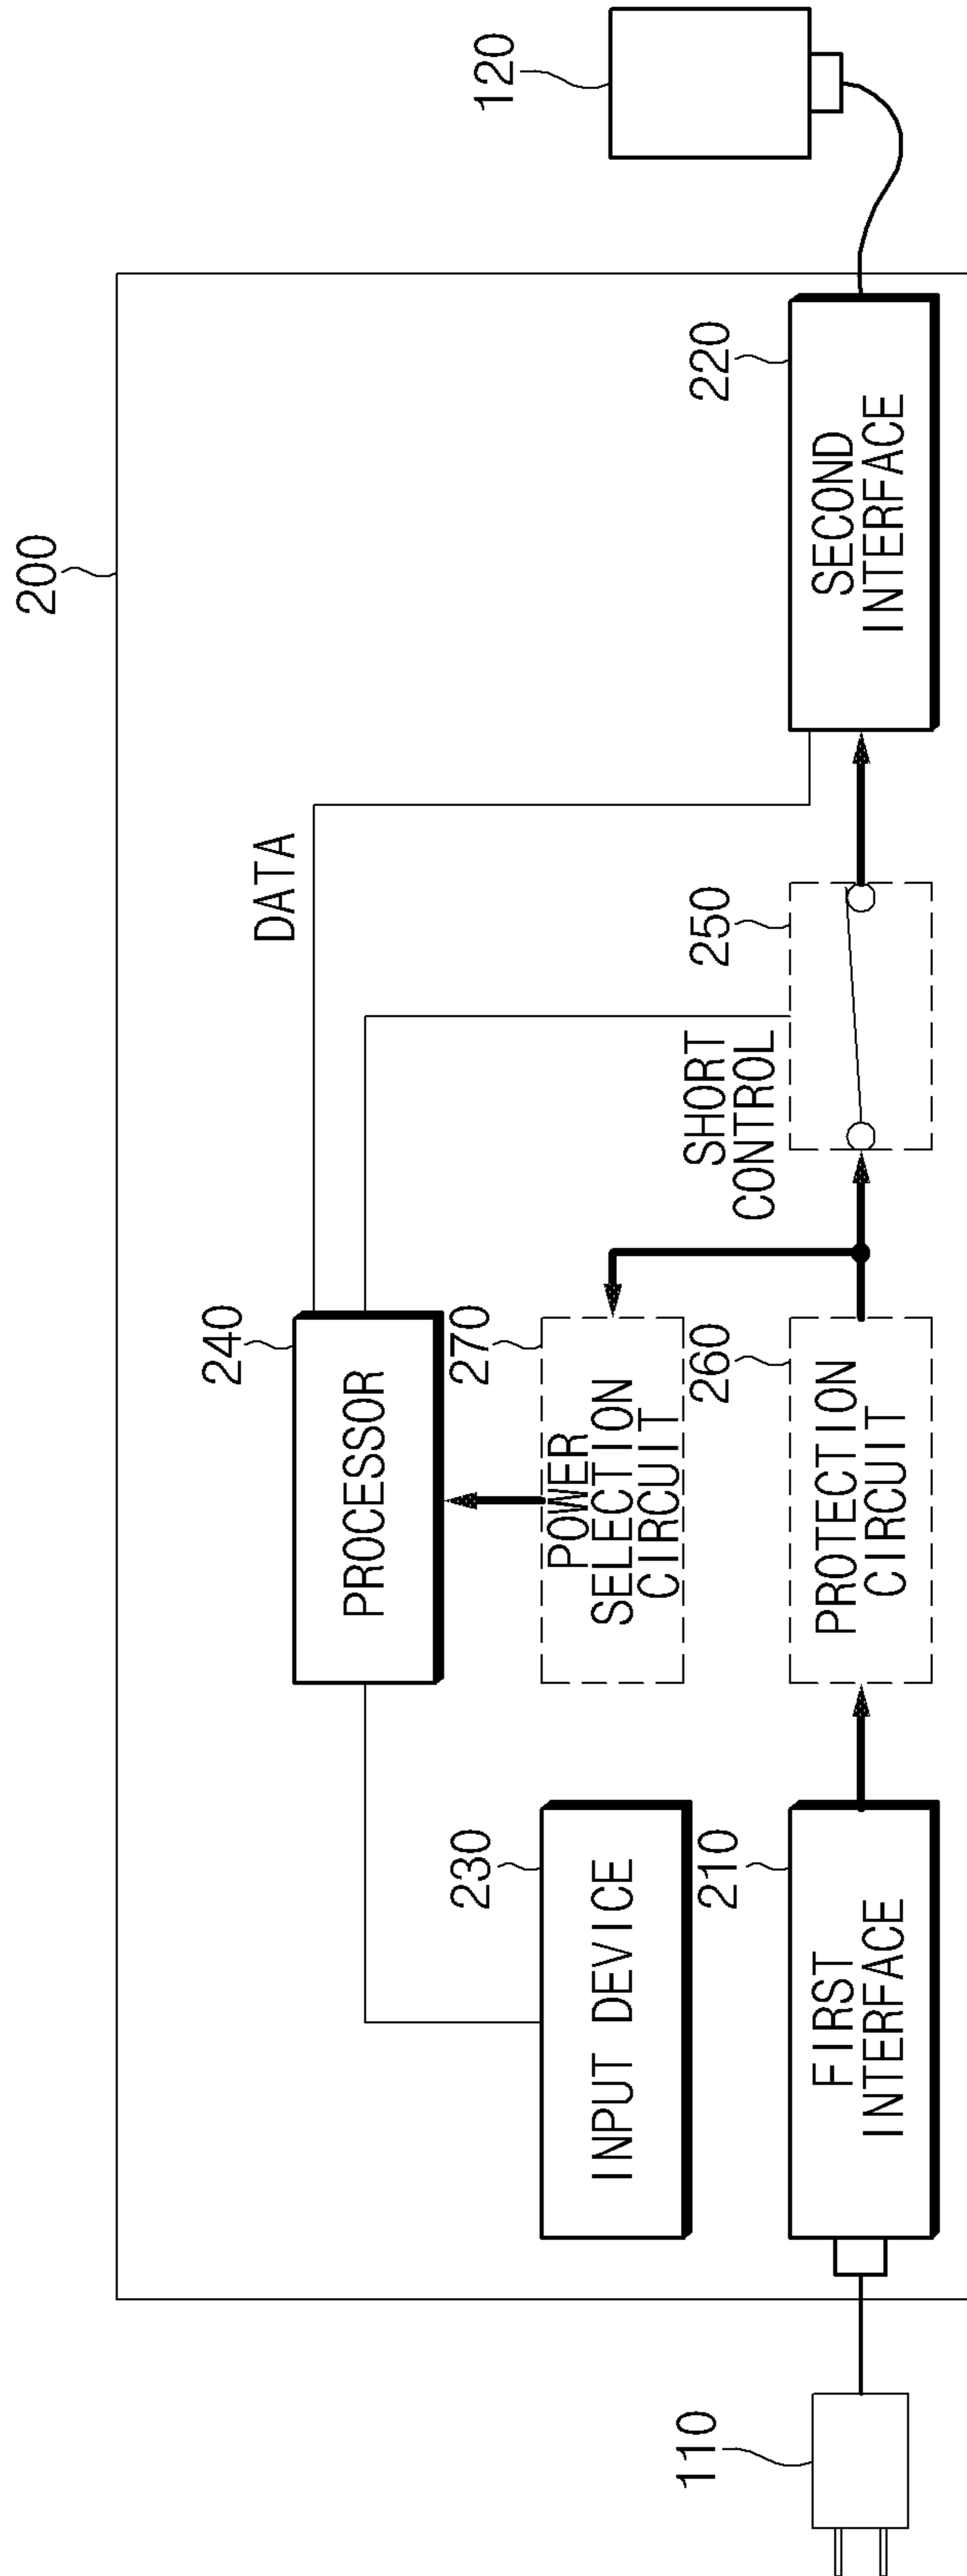 200
DATA
240
PROCESSOR
120
230
INPUT DEVICE
270
POWER
SELECTION
CIRCUIT
SHORT
CONTROL
250
220
SECOND
INTERFACE
110
210
FIRST
INTERFACE
260
PROTECTION
CIRCUIT